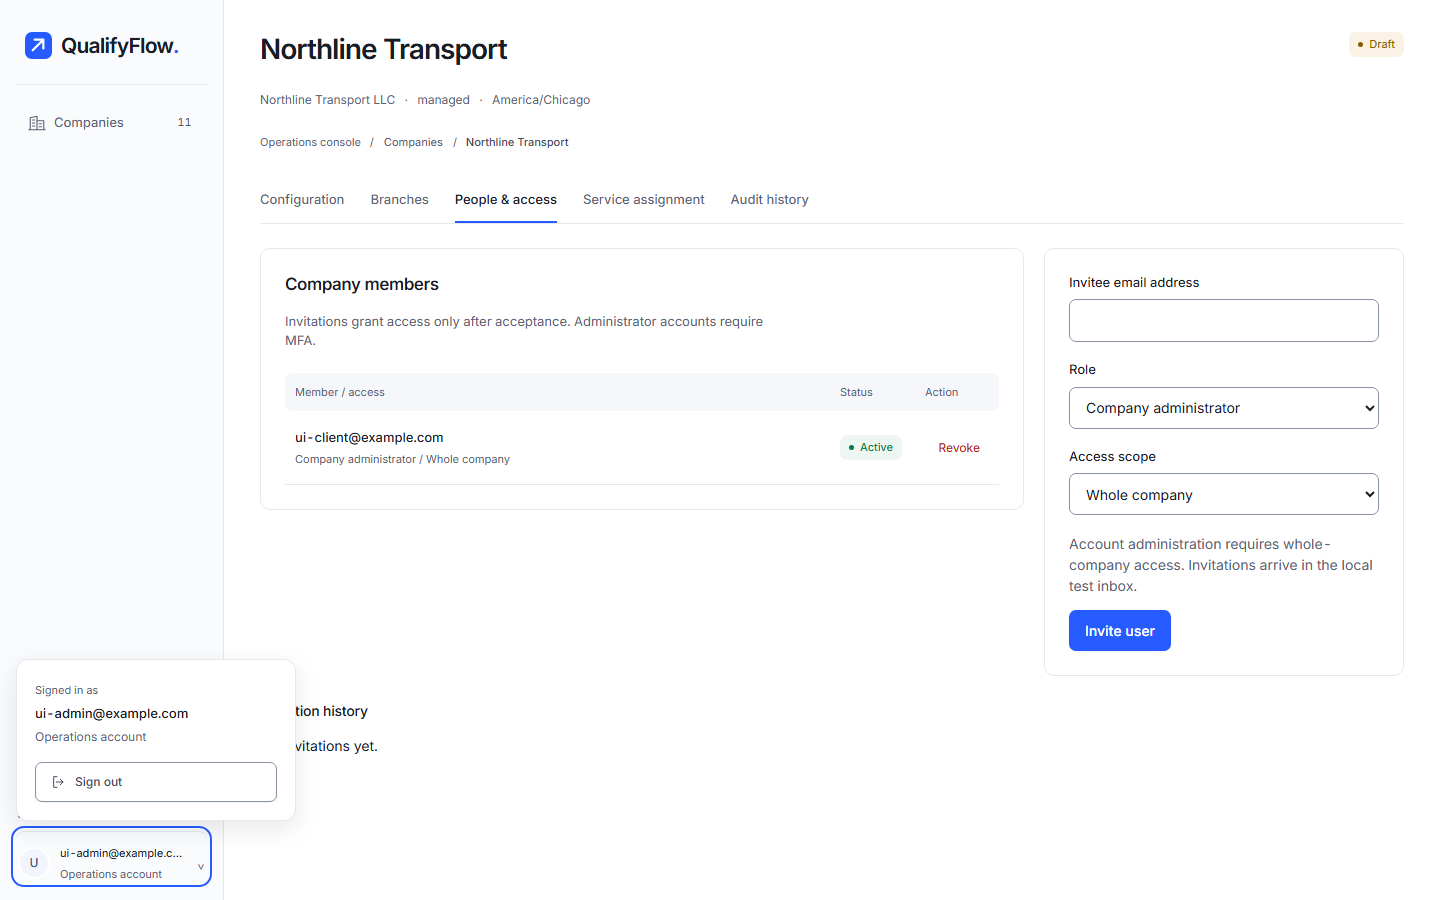 QualifyFlow.
Companies 11
Northline Transport
Draft
Northline Transport LLC · managed · America/Chicago
Operations console / Companies / Northline Transport
Configuration Branches People & access Service assignment Audit history
Company members
Invitations grant access only after acceptance. Administrator accounts require
MFA.
Member / access Status Action
ui-client@example.com
Company administrator / Whole company
Active
Revoke
Invitee email address
Role
Company administrator
Access scope
Whole company
Account administration requires whole-
company access. Invitations arrive in the local
test inbox.
Invite user
tion history
vitations yet.
Signed in as
ui-admin@example.com
Operations account
Sign out
U
ui-admin@example.c...
Operations account